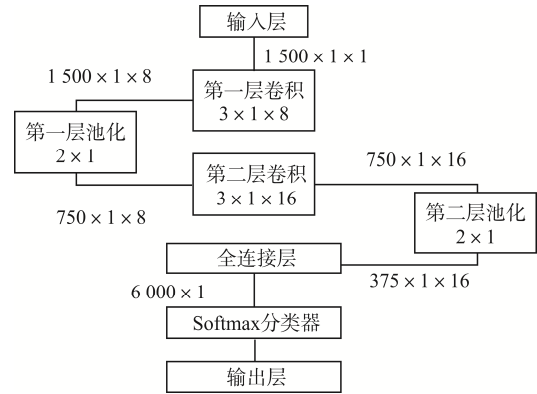 输入层
1 500×1×1
1 500×1×8
第一层卷积
3×1×8
第一层池化
2×1
750×1×8
第二层卷积
3×1×16
750×1×16
第二层池化
2×1
375×1×16
全连接层
6 000×1
Softmax分类器
输出层